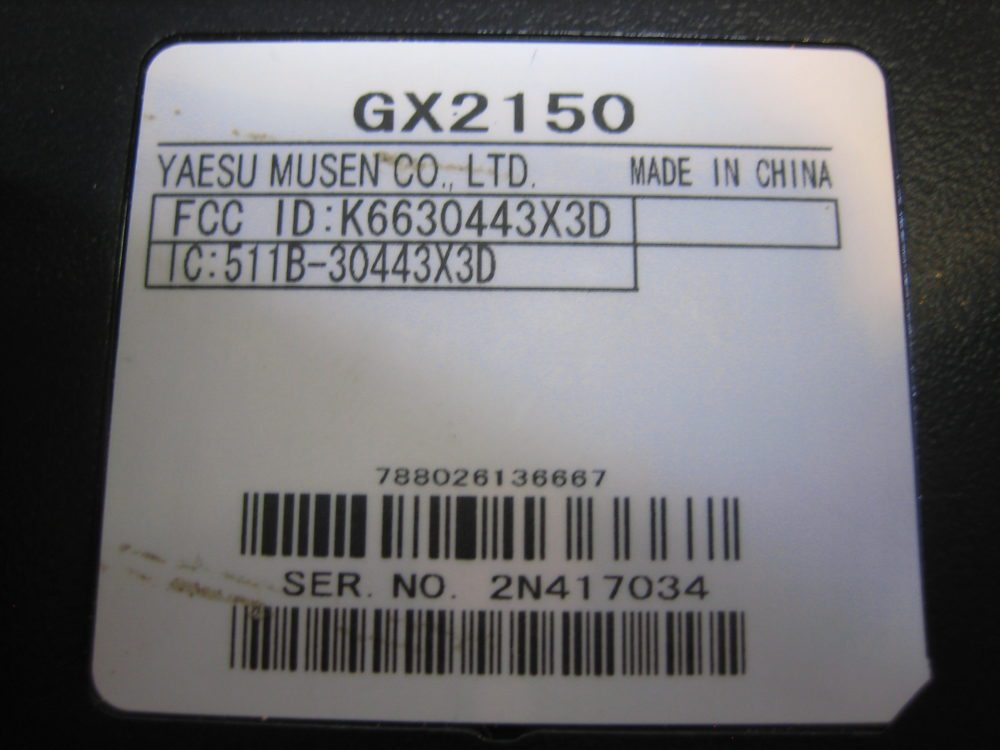 GX2150
YAESU MUSEN CO., LTD. MADE IN CHINA
FCC ID:K6630443X3D
IC:511B-30443X3D
788026136667
SER. NO. 2N417034